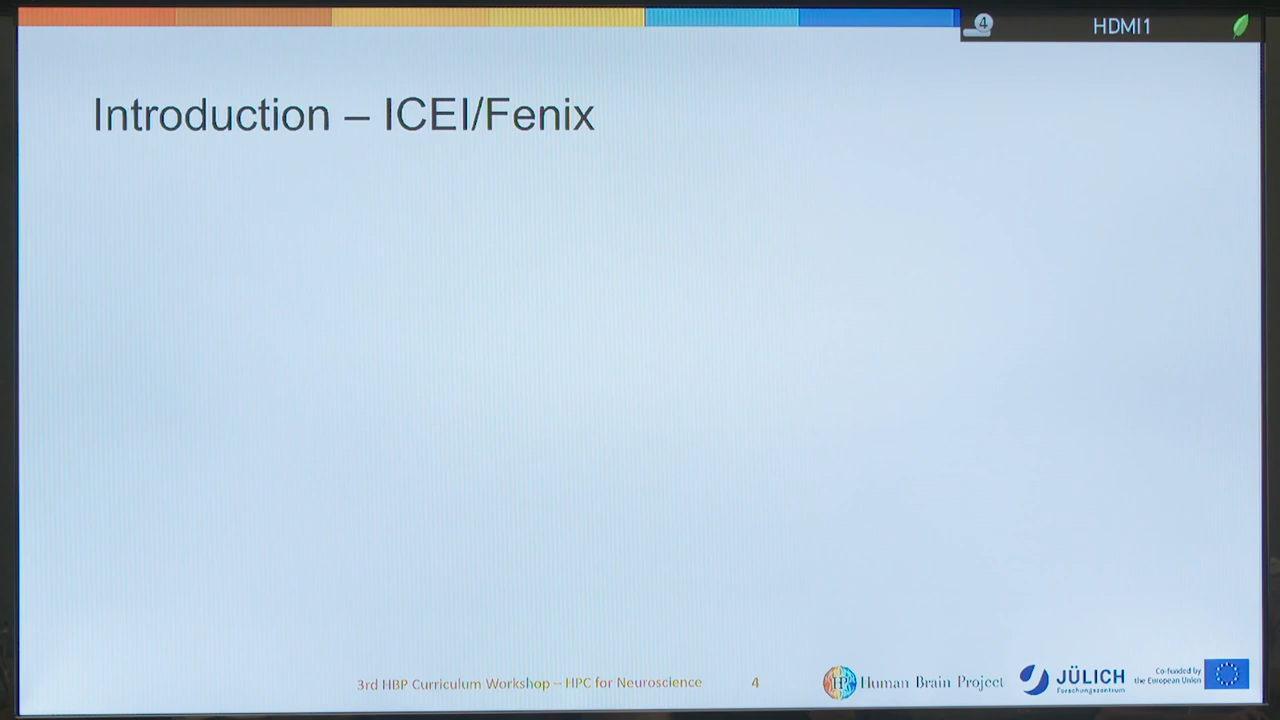 4
HDMI1
Introduction – ICEI/Fenix
3rd HBP Curriculum Workshop – HPC for Neuroscience
4
Human Brain Project
JÜLICH
Forschungszentrum
Co-funded by
the European Union